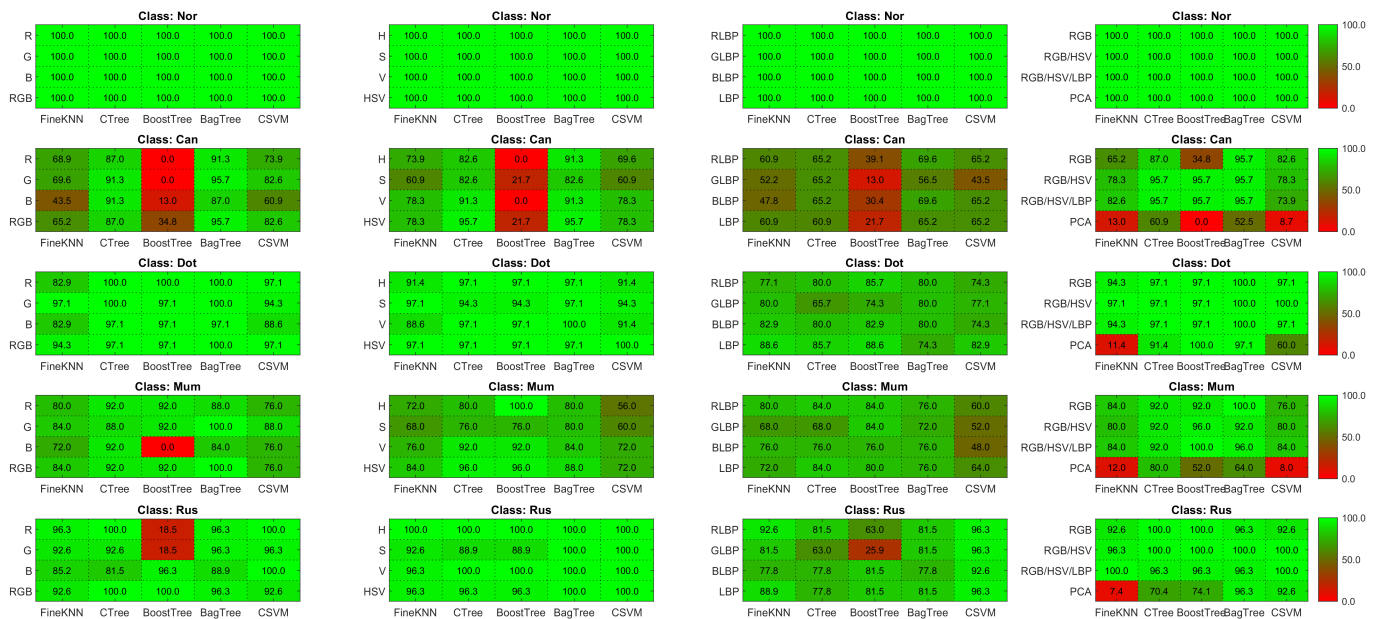 Class: Nor Class: Nor Class: Nor Class: Nor
R 100.0 100.0 100.0 100.0 100.0 H 100.0 100.0 100.0 100.0 100.0 RLBP 100.0 100.0 100.0 100.0 100.0 RGB 100.0 100.0 100.0 100.0 100.0 100.0
G 100.0 100.0 100.0 100.0 100.0 S 100.0 100.0 100.0 100.0 100.0 GLBP 100.0 100.0 100.0 100.0 100.0 RGB/HSV 100.0 100.0 100.0 100.0 100.0 50.0
B 100.0 100.0 100.0 100.0 100.0 V 100.0 100.0 100.0 100.0 100.0 BLBP 100.0 100.0 100.0 100.0 100.0 RGB/HSV/LBP 100.0 100.0 100.0 100.0 100.0
RGB 100.0 100.0 100.0 100.0 100.0 HSV 100.0 100.0 100.0 100.0 100.0 LBP 100.0 100.0 100.0 100.0 100.0 PCA 100.0 100.0 100.0 100.0 100.0 0.0
FineKNN CTree BoostTree BagTree CSVM FineKNN CTree BoostTree BagTree CSVM FineKNN CTree BoostTree BagTree CSVM FineKNN CTree BoostTree BagTree CSVM
Class: Can Class: Can Class: Can Class: Can
R 68.9 87.0 0.0 91.3 73.9 H 73.9 82.6 0.0 91.3 69.6 RLBP 60.9 65.2 39.1 69.6 65.2 RGB 65.2 87.0 34.8 95.7 82.6 100.0
G 69.6 91.3 0.0 95.7 82.6 S 60.9 82.6 21.7 82.6 60.9 GLBP 52.2 65.2 13.0 56.5 43.5 RGB/HSV 78.3 95.7 95.7 95.7 78.3 50.0
B 43.5 91.3 13.0 87.0 60.9 V 78.3 91.3 0.0 91.3 78.3 BLBP 47.8 65.2 30.4 69.6 65.2 RGB/HSV/LBP 82.6 95.7 95.7 95.7 73.9
RGB 65.2 87.0 34.8 95.7 82.6 HSV 78.3 95.7 21.7 95.7 78.3 LBP 60.9 60.9 21.7 65.2 65.2 PCA 13.0 60.9 0.0 52.5 8.7 0.0
FineKNN CTree BoostTree BagTree CSVM FineKNN CTree BoostTree BagTree CSVM FineKNN CTree BoostTree BagTree CSVM FineKNN CTree BoostTree BagTree CSVM
Class: Dot Class: Dot Class: Dot Class: Dot
R 82.9 100.0 100.0 100.0 97.1 H 91.4 97.1 97.1 97.1 91.4 RLBP 77.1 80.0 85.7 80.0 74.3 RGB 94.3 97.1 97.1 100.0 97.1 100.0
G 97.1 100.0 97.1 100.0 94.3 S 97.1 94.3 94.3 97.1 94.3 GLBP 80.0 65.7 74.3 80.0 77.1 RGB/HSV 97.1 97.1 97.1 100.0 100.0 50.0
B 82.9 97.1 97.1 97.1 88.6 V 88.6 97.1 97.1 100.0 91.4 BLBP 82.9 80.0 82.9 80.0 74.3 RGB/HSV/LBP 94.3 97.1 97.1 100.0 97.1
RGB 94.3 97.1 97.1 100.0 97.1 HSV 97.1 97.1 97.1 97.1 100.0 LBP 88.6 85.7 88.6 74.3 82.9 PCA 11.4 91.4 100.0 97.1 60.0 0.0
FineKNN CTree BoostTree BagTree CSVM FineKNN CTree BoostTree BagTree CSVM FineKNN CTree BoostTree BagTree CSVM FineKNN CTree BoostTree BagTree CSVM
Class: Mum Class: Mum Class: Mum Class: Mum
R 80.0 92.0 92.0 88.0 76.0 H 72.0 80.0 100.0 80.0 56.0 RLBP 80.0 84.0 84.0 76.0 60.0 RGB 84.0 92.0 92.0 100.0 76.0 100.0
G 84.0 88.0 92.0 100.0 88.0 S 68.0 76.0 76.0 80.0 60.0 GLBP 68.0 68.0 84.0 72.0 52.0 RGB/HSV 80.0 92.0 96.0 92.0 80.0 50.0
B 72.0 92.0 0.0 84.0 76.0 V 76.0 92.0 92.0 84.0 72.0 BLBP 76.0 76.0 76.0 76.0 48.0 RGB/HSV/LBP 84.0 92.0 100.0 96.0 84.0
RGB 84.0 92.0 92.0 100.0 76.0 HSV 84.0 96.0 96.0 88.0 72.0 LBP 72.0 84.0 80.0 76.0 64.0 PCA 12.0 80.0 52.0 64.0 8.0 0.0
FineKNN CTree BoostTree BagTree CSVM FineKNN CTree BoostTree BagTree CSVM FineKNN CTree BoostTree BagTree CSVM FineKNN CTree BoostTree BagTree CSVM
Class: Rus Class: Rus Class: Rus Class: Rus
R 96.3 100.0 18.5 96.3 100.0 H 100.0 100.0 100.0 100.0 100.0 RLBP 92.6 81.5 63.0 81.5 96.3 RGB 92.6 100.0 100.0 96.3 92.6 100.0
G 92.6 92.6 18.5 96.3 96.3 S 92.6 88.9 88.9 100.0 100.0 GLBP 81.5 63.0 25.9 81.5 96.3 RGB/HSV 96.3 100.0 100.0 100.0 100.0 50.0
B 85.2 81.5 96.3 88.9 100.0 V 96.3 100.0 100.0 100.0 100.0 BLBP 77.8 77.8 81.5 77.8 92.6 RGB/HSV/LBP 100.0 96.3 96.3 96.3 100.0
RGB 92.6 100.0 100.0 96.3 92.6 HSV 96.3 96.3 96.3 100.0 100.0 LBP 88.9 77.8 81.5 81.5 96.3 PCA 7.4 70.4 74.1 96.3 92.6 0.0
FineKNN CTree BoostTree BagTree CSVM FineKNN CTree BoostTree BagTree CSVM FineKNN CTree BoostTree BagTree CSVM FineKNN CTree BoostTree BagTree CSVM